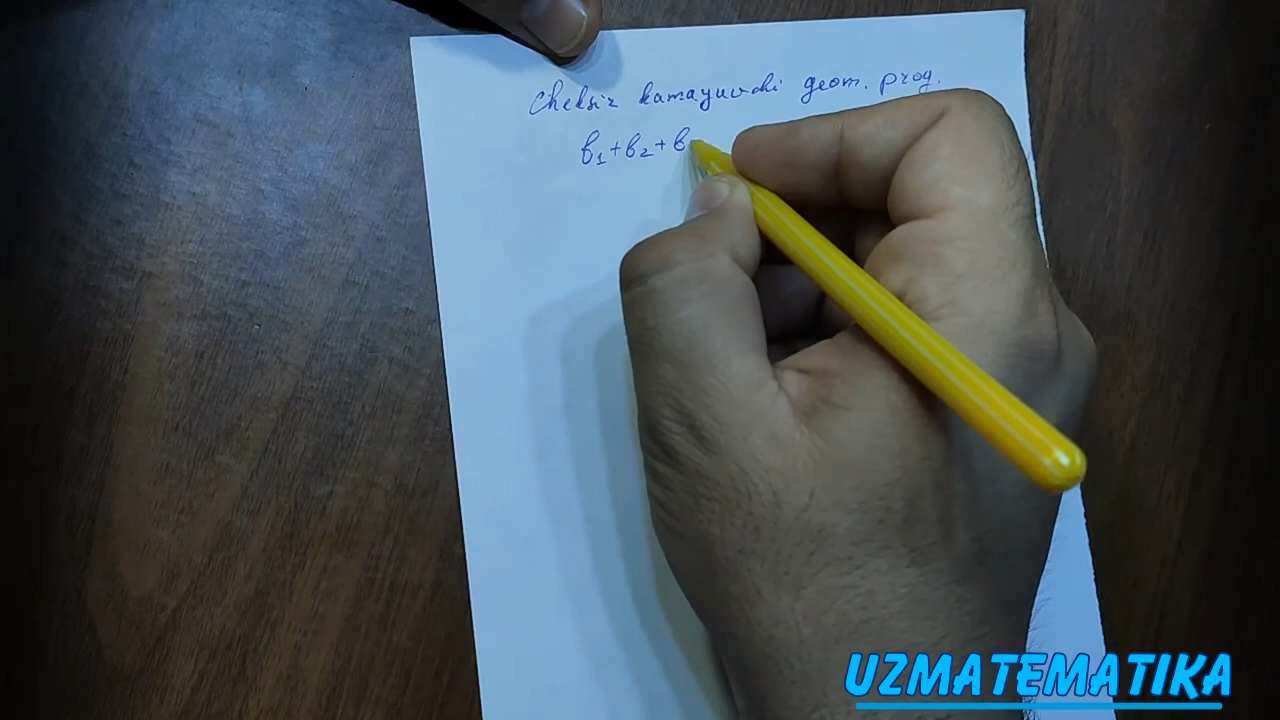 Cheksiz kamayuvchi geom. prog.
b₁+b₂+b
UZMATEMATIKA